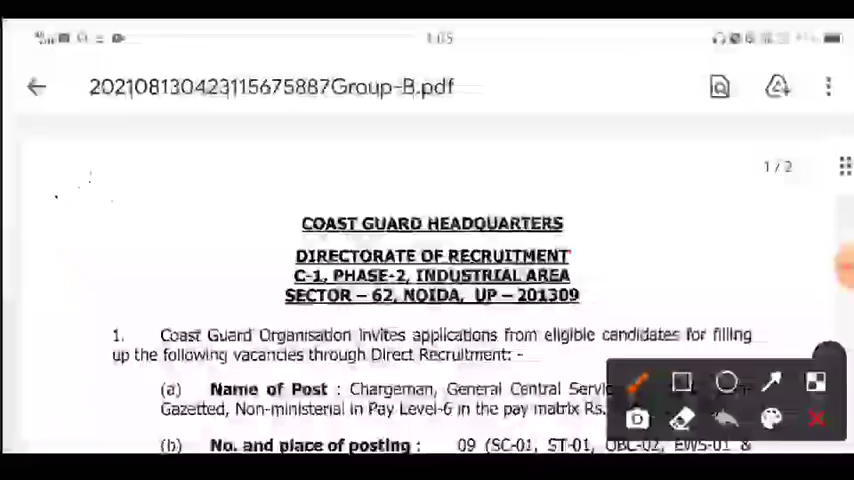 1:05
202108130423115675887Group-B.pdf
1/2
COAST GUARD HEADQUARTERS
DIRECTORATE OF RECRUITMENT
C-1, PHASE-2, INDUSTRIAL AREA
SECTOR – 62, NOIDA, UP – 201309
1. Coast Guard Organisation invites applications from eligible candidates for filling
up the following vacancies through Direct Recruitment: -
(a) Name of Post : Chargeman, General Central
Gazetted, Non-ministerial in Pay Level-6 in the pay matrix Rs.
(b) No. and place of posting : 09 (SC-01, ST-01, OBC-02, EWS-01 &